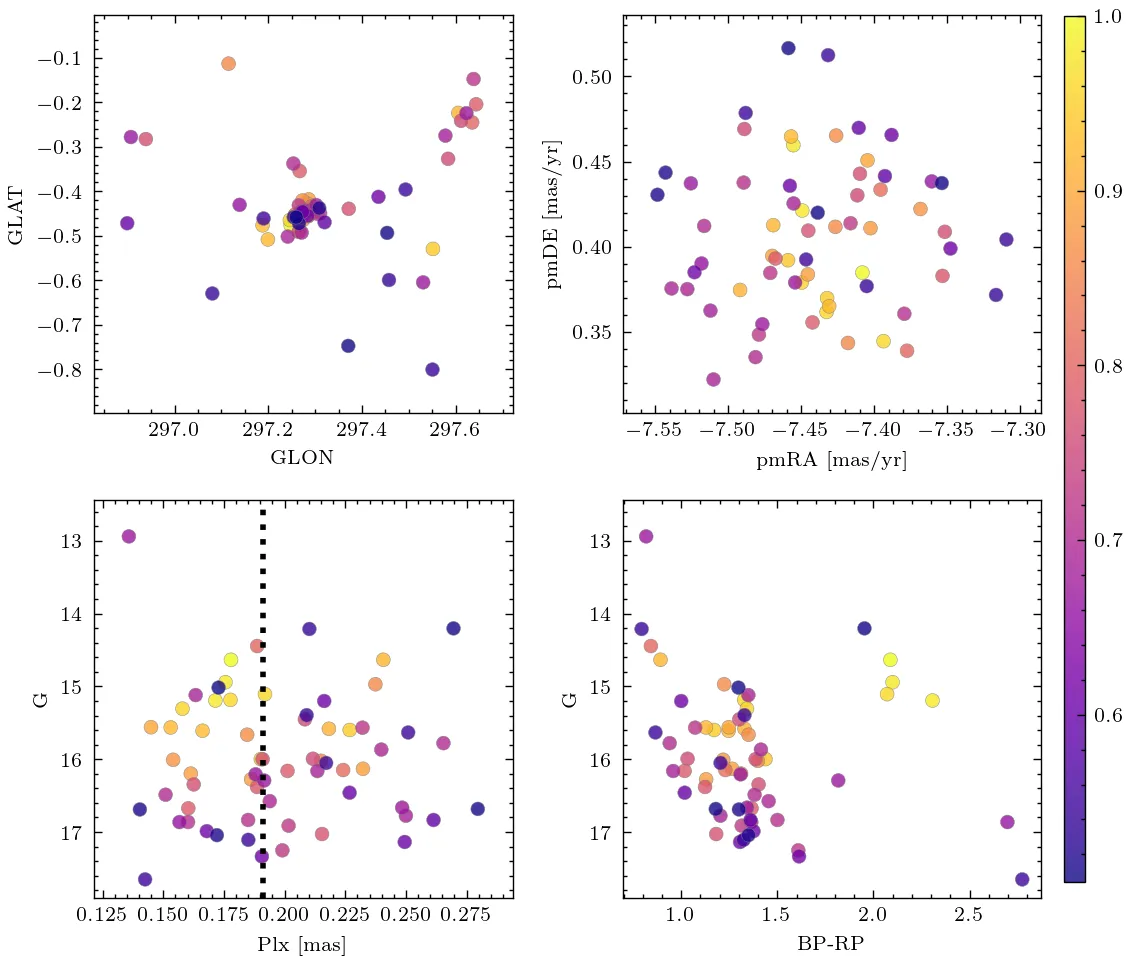 −0.1
−0.2
−0.3
−0.4
−0.5
−0.6
−0.7
−0.8
GLAT
297.0 297.2 297.4 297.6
GLON
0.50
0.45
0.40
0.35
pmDE [mas/yr]
−7.55 −7.50 −7.45 −7.40 −7.35 −7.30
pmRA [mas/yr]
13
14
15
16
17
G
0.125 0.150 0.175 0.200 0.225 0.250 0.275
Plx [mas]
13
14
15
16
17
G
1.0 1.5 2.0 2.5
BP-RP
1.0
0.9
0.8
0.7
0.6